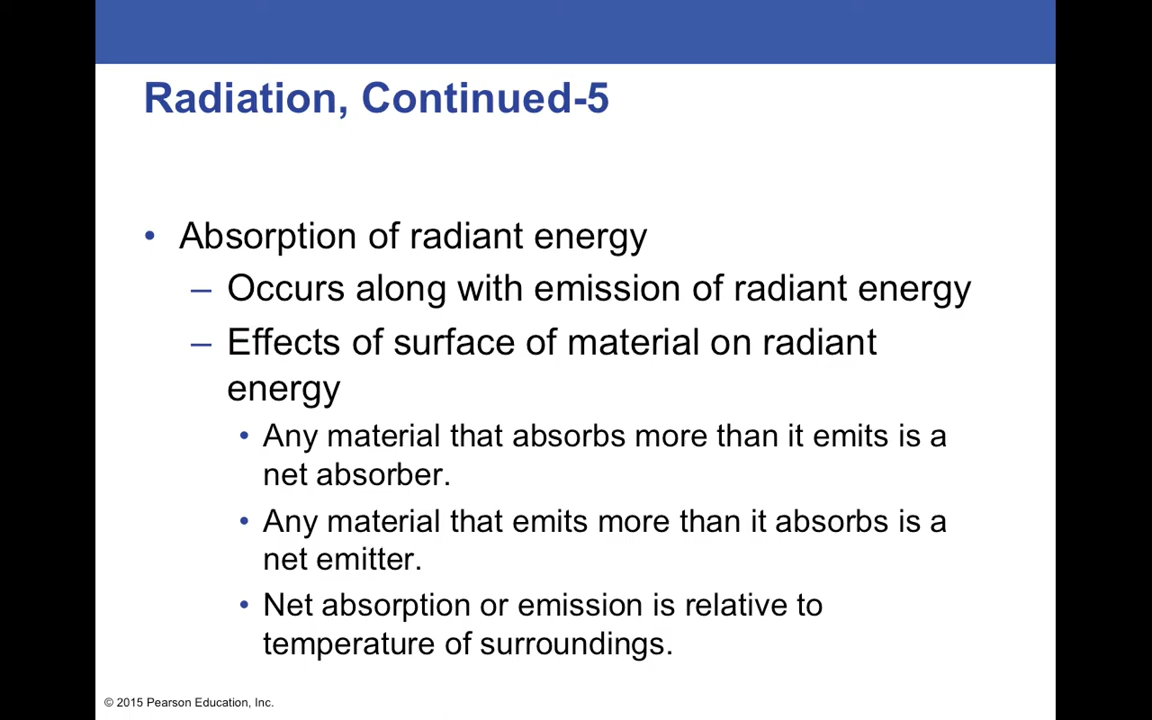 Radiation, Continued-5
• Absorption of radiant energy
– Occurs along with emission of radiant energy
– Effects of surface of material on radiant
energy
• Any material that absorbs more than it emits is a
net absorber.
• Any material that emits more than it absorbs is a
net emitter.
• Net absorption or emission is relative to
temperature of surroundings.
© 2015 Pearson Education, Inc.